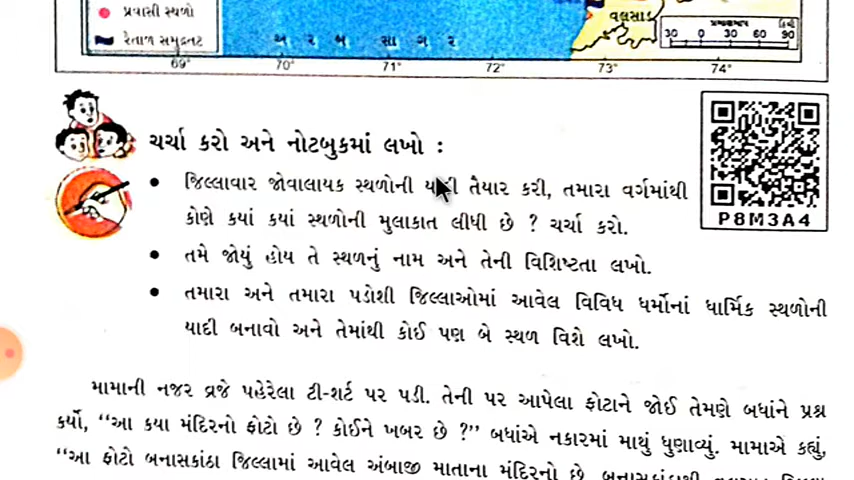 પ્રવાસી સ્થળો
રેતાળ સમુદ્રતટ
અ ર બ સા ગ ર
વલસાડ
30 0 30 60 90
69° 70° 71° 72° 73° 74°
ચર્ચા કરો અને નોટબુકમાં લખો :
• જિલ્લાવાર જોવાલાયક સ્થળોની તૈયાર કરી, તમારા વર્ગમાંથી
કોણે કયાં કયાં સ્થળોની મુલાકાત લીધી છે ? ચર્ચા કરો.
P8M3A4
• તમે જોયું હોય તે સ્થળનું નામ અને તેની વિશિષ્ટતા લખો.
• તમારા અને તમારા પડોશી જિલ્લાઓમાં આવેલ વિવિધ ધર્મોનાં ધાર્મિક સ્થળોની
યાદી બનાવો અને તેમાંથી કોઈ પણ બે સ્થળ વિશે લખો.
મામાની નજર વ્રજે પહેરેલા ટી-શર્ટ પર પડી. તેની પર આપેલા ફોટાને જોઈ તેમણે બધાંને પ્રશ્ન
કર્યો, “આ કયા મંદિરનો ફોટો છે ? કોઈને ખબર છે ?” બધાંએ નકારમાં માથું ધુણાવ્યું. મામાએ કહ્યું,
“આ ફોટો બનાસકાંઠા જિલ્લામાં આવેલ અંબાજી માતાના મંદિરનો છે.